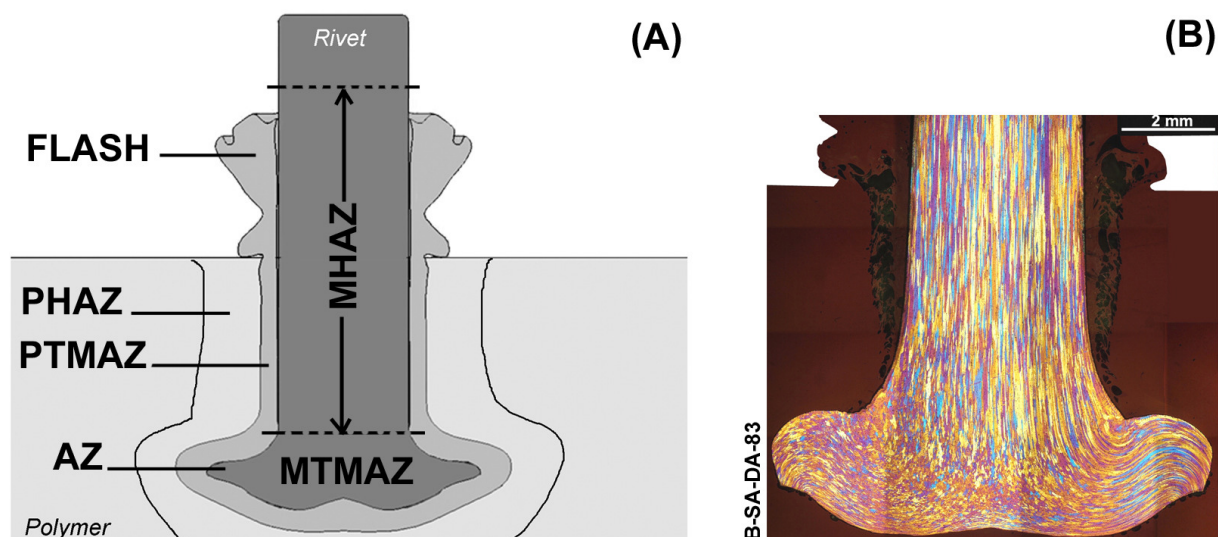 Rivet
(A)
FLASH
MHAZ
PHAZ
PTMAZ
AZ
MTMAZ
Polymer
(B)
2 mm
B-SA-DA-83